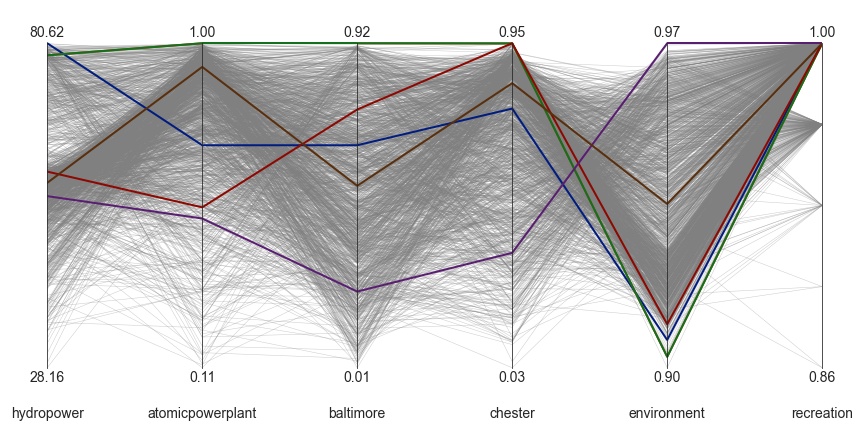 80.62 1.00 0.92 0.95 0.97 1.00
28.16 0.11 0.01 0.03 0.90 0.86
hydropower atomicpowerplant baltimore chester environment recreation